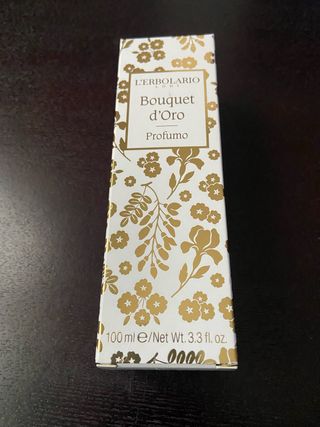 L'ERBOLARIO
LODI
Bouquet
d'Oro
Profumo
100 ml ℮/Net Wt. 3.3 fl. oz.